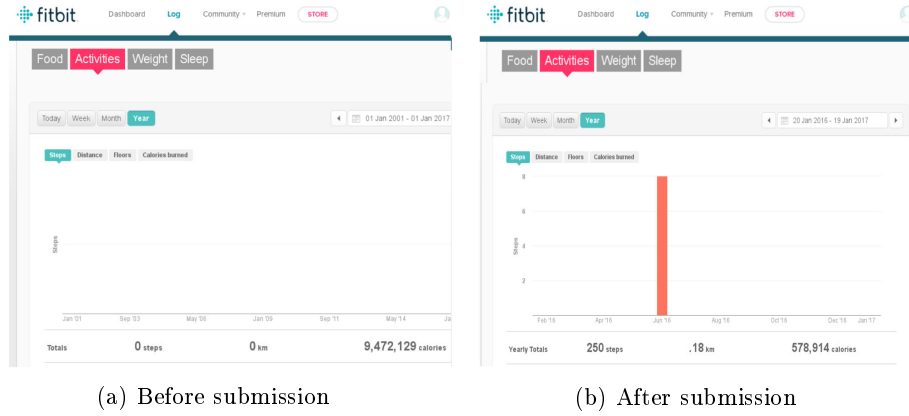 fitbit. Dashboard Log Community Premium STORE
Food Activities Weight Sleep
Today Week Month Year 01 Jan 2001 - 01 Jan 2017
Steps Distance Floors Calories burned
Steps
Jan '01 Sep '03 May '06 Jan '09 Sep '11 May '14 Ja
Totals 0 steps 0 km 9,472,129 calories
(a) Before submission
fitbit. Dashboard Log Community Premium STORE
Food Activities Weight Sleep
Today Week Month Year 20 Jan 2016 - 19 Jan 2017
Steps Distance Floors Calories burned
8
6
Steps
4
2
Feb '16 Apr '16 Jun '16 Aug '16 Oct '16 Dec '16 Jan '17
Yearly Totals 250 steps .18 km 578,914 calories
(b) After submission